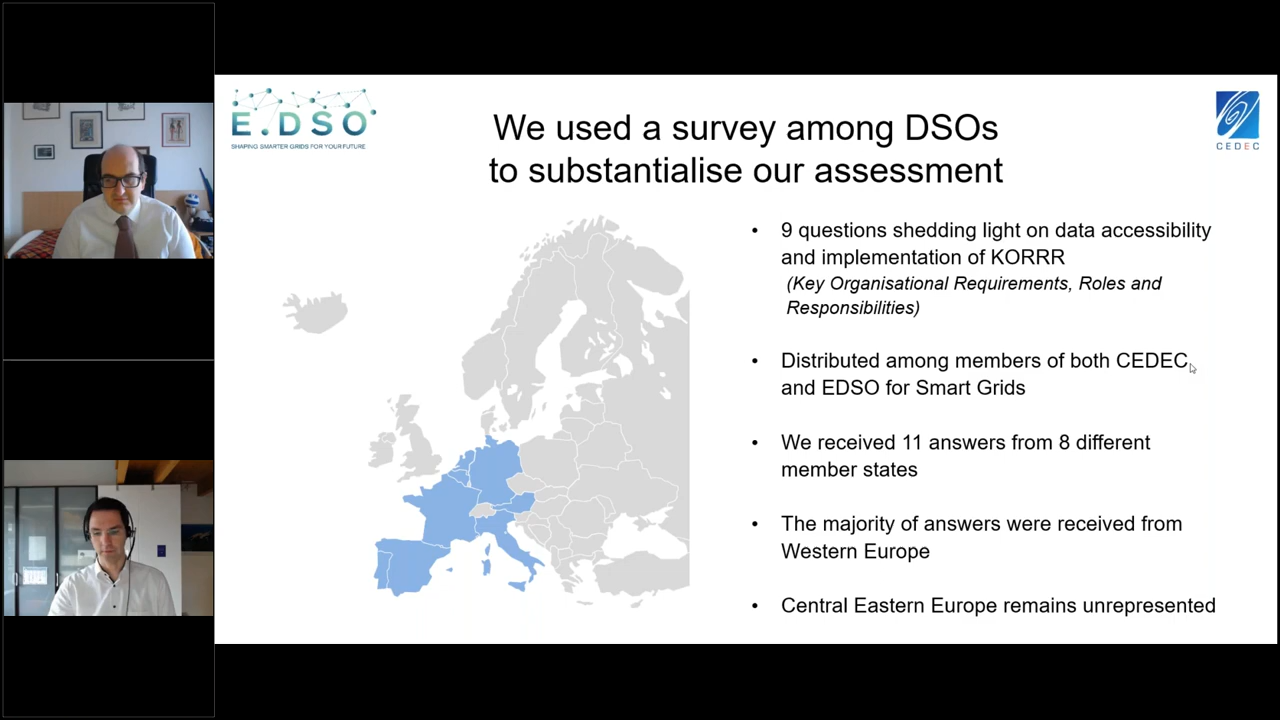 E.DSO
SHAPING SMARTER GRIDS FOR YOUR FUTURE
We used a survey among DSOs
to substantialise our assessment
CEDEC
• 9 questions shedding light on data accessibility
and implementation of KORRR
(Key Organisational Requirements, Roles and
Responsibilities)
• Distributed among members of both CEDEC
and EDSO for Smart Grids
• We received 11 answers from 8 different
member states
• The majority of answers were received from
Western Europe
• Central Eastern Europe remains unrepresented